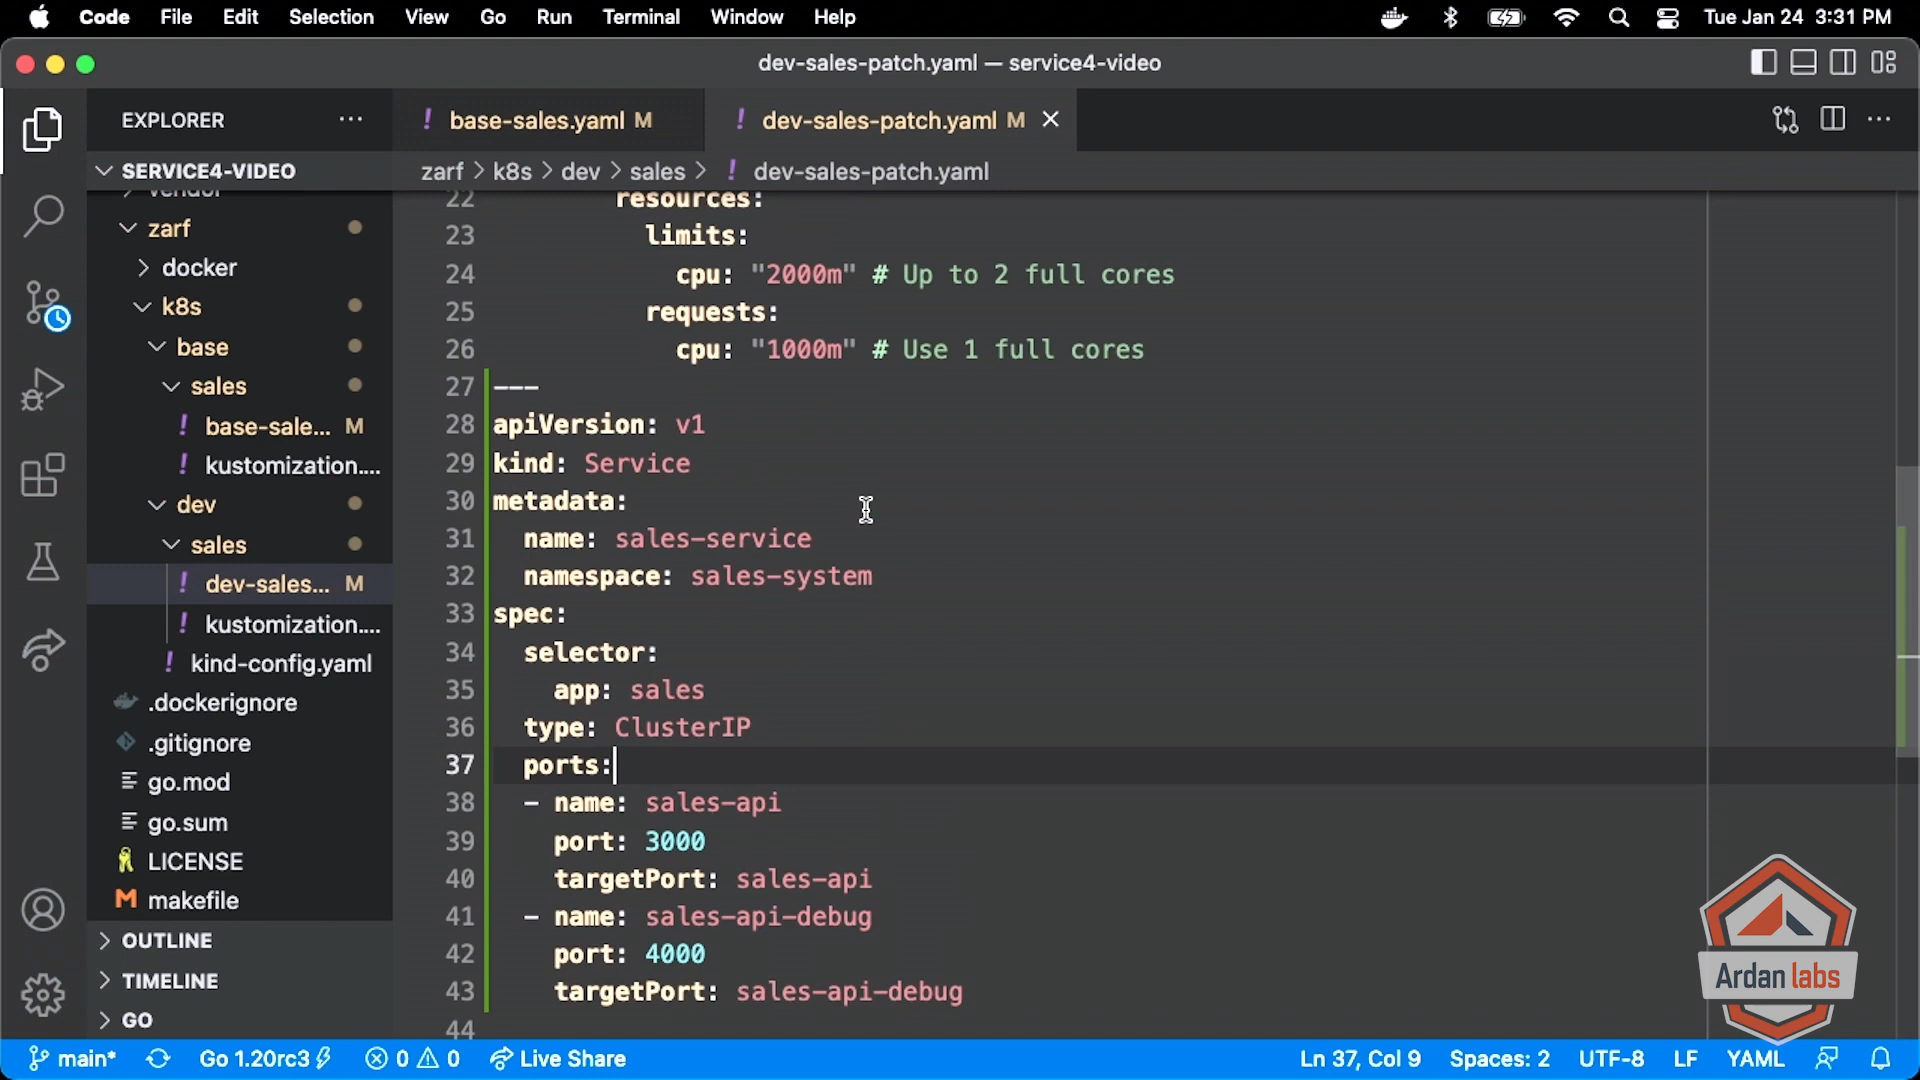 Code File Edit Selection View Go Run Terminal Window Help Tue Jan 24 3:31 PM
dev-sales-patch.yaml — service4-video
EXPLORER ...
! base-sales.yaml M
! dev-sales-patch.yaml M
SERVICE4-VIDEO
zarf > k8s > dev > sales > ! dev-sales-patch.yaml
vendor
zarf
docker
k8s
base
sales
! base-sale... M
! kustomization....
dev
sales
! dev-sales... M
! kustomization....
! kind-config.yaml
.dockerignore
.gitignore
go.mod
go.sum
LICENSE
M makefile
OUTLINE
TIMELINE
GO
22 resources:
23 limits:
24 cpu: "2000m" # Up to 2 full cores
25 requests:
26 cpu: "1000m" # Use 1 full cores
27 ---
28 apiVersion: v1
29 kind: Service
30 metadata:
31 name: sales-service
32 namespace: sales-system
33 spec:
34 selector:
35 app: sales
36 type: ClusterIP
37 ports:
38 - name: sales-api
39 port: 3000
40 targetPort: sales-api
41 - name: sales-api-debug
42 port: 4000
43 targetPort: sales-api-debug
44
Ardan labs
main* Go 1.20rc3 0 0 Live Share Ln 37, Col 9 Spaces: 2 UTF-8 LF YAML